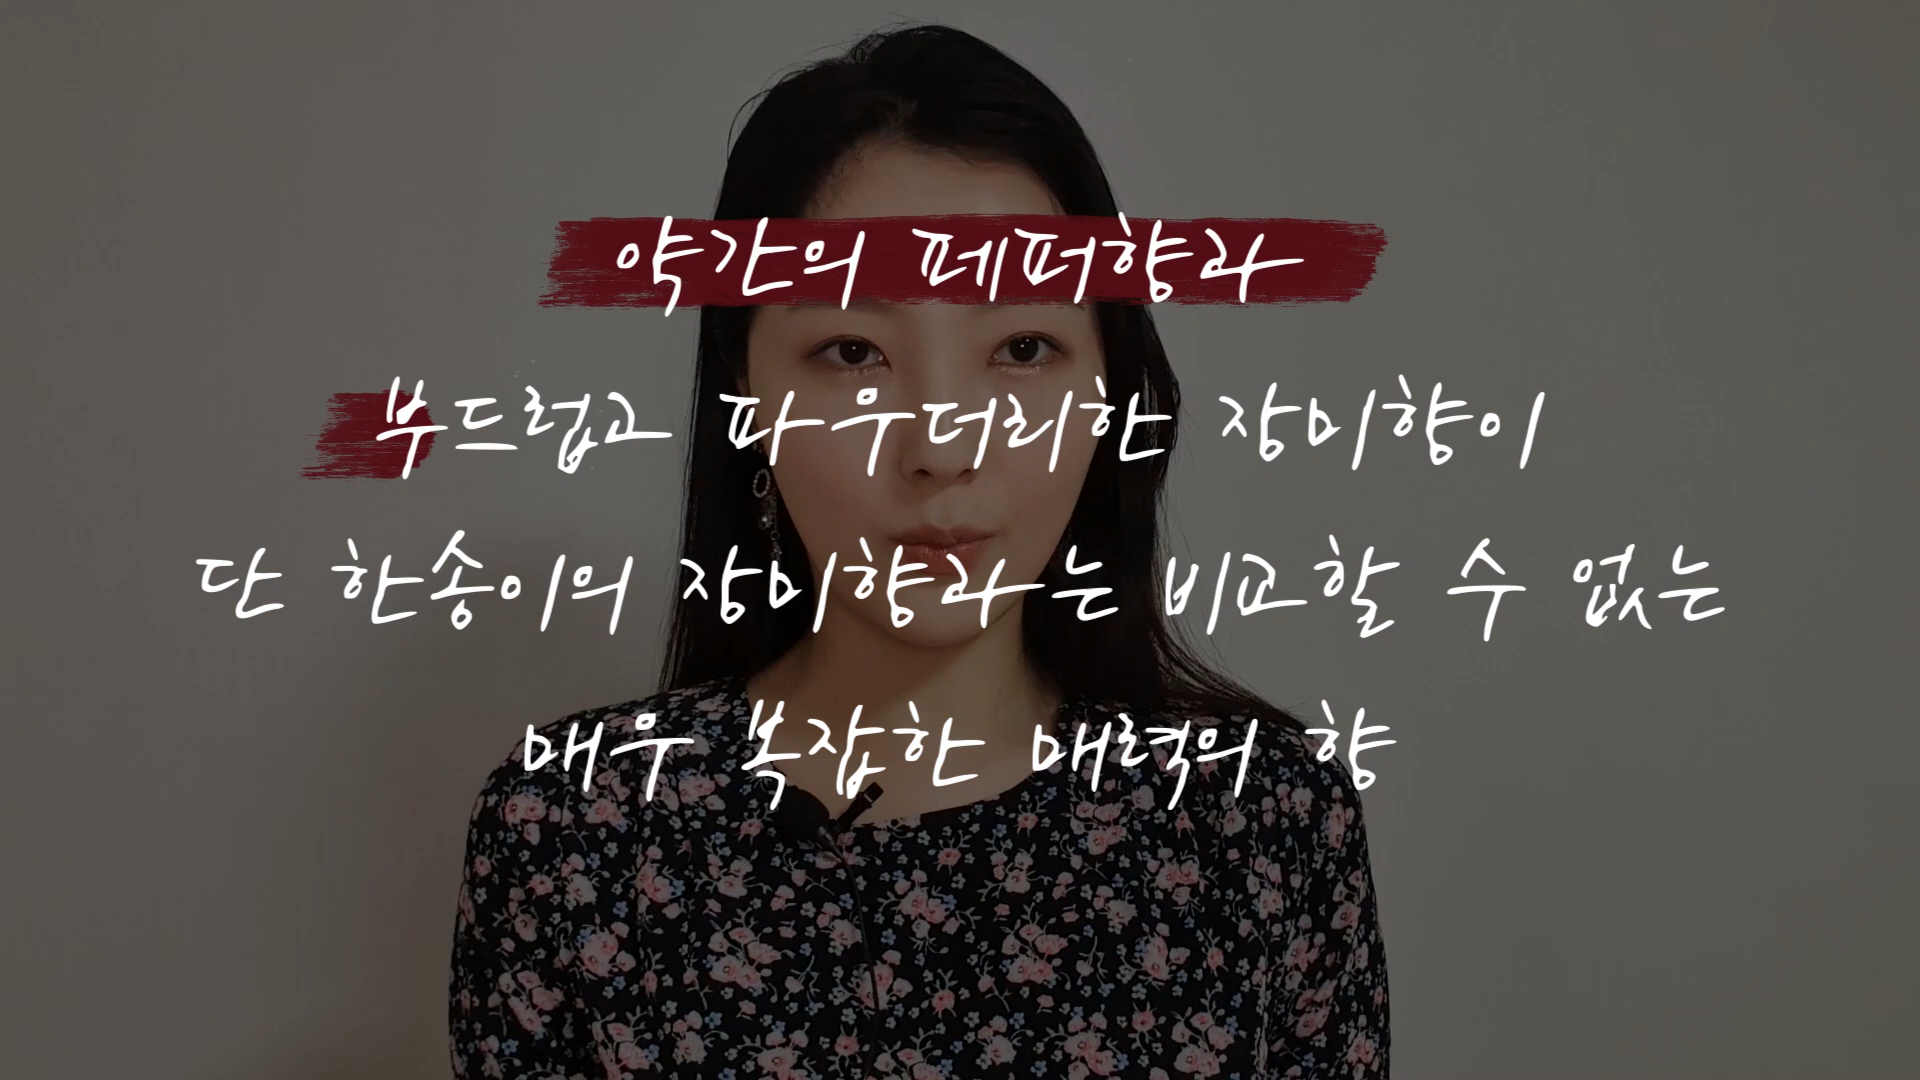 약간의 페퍼향과
부드럽고 파우더리한 장미향이
단 한송이의 장미향과는 비교할 수 없는
매우 복잡한 매력의 향